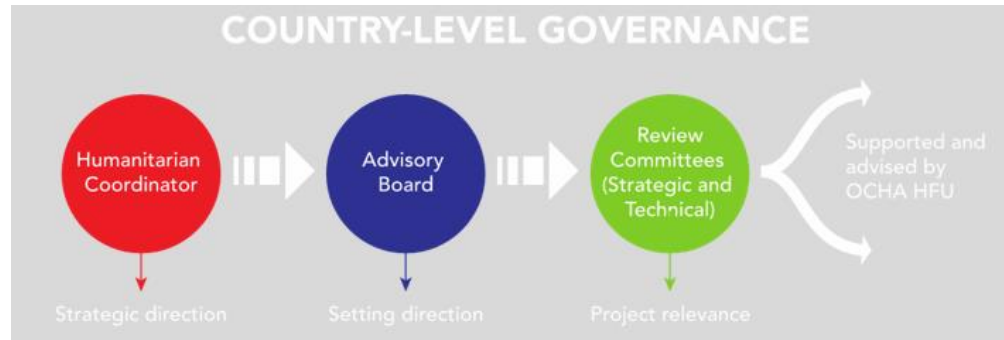 COUNTRY-LEVEL GOVERNANCE
Humanitarian
Coordinator
Advisory
Board
Review
Committees
(Strategic and
Technical)
Supported and
advised by
OCHA HFU
Strategic direction
Setting direction
Project relevance